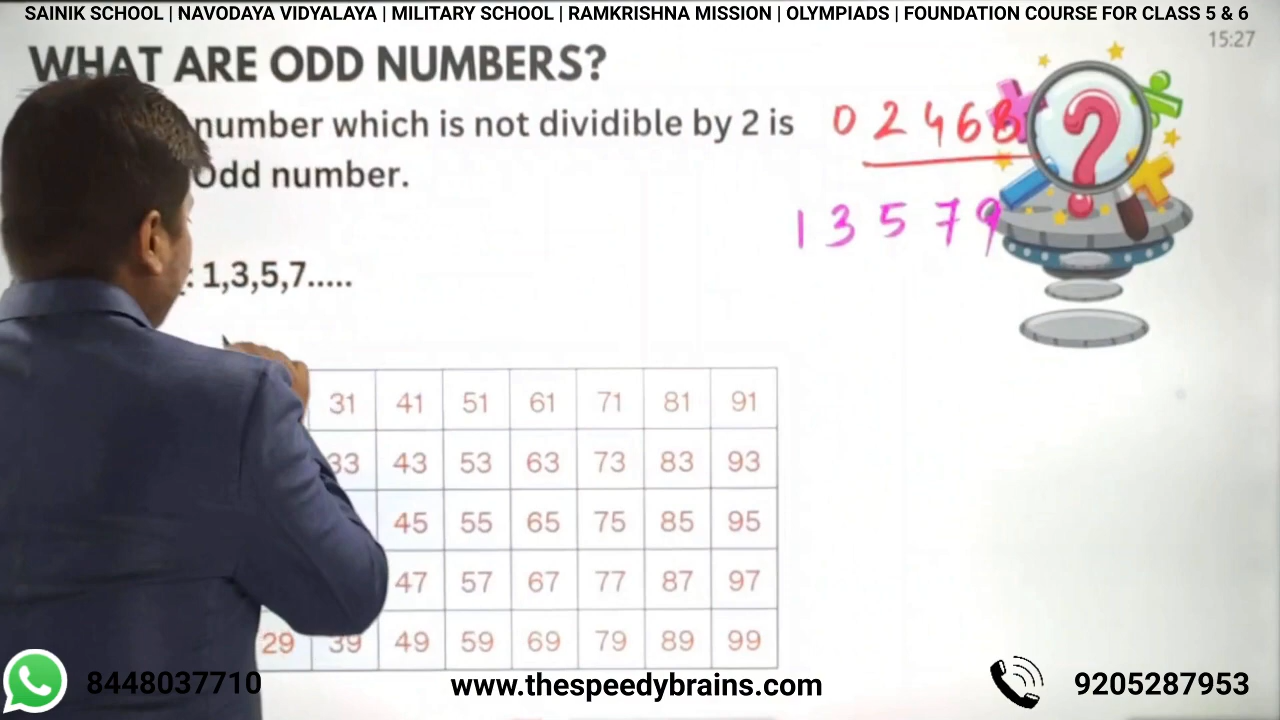 SAINIK SCHOOL | NAVODAYA VIDYALAYA | MILITARY SCHOOL | RAMKRISHNA MISSION | OLYMPIADS | FOUNDATION COURSE FOR CLASS 5 & 6
15:27
WHAT ARE ODD NUMBERS?
number which is not dividible by 2 is
Odd number.
0 2 4 6 8
1 3 5 7 9
: 1,3,5,7.....
31 41 51 61 71 81 91
33 43 53 63 73 83 93
45 55 65 75 85 95
47 57 67 77 87 97
29 39 49 59 69 79 89 99
8448037710 www.thespeedybrains.com 9205287953